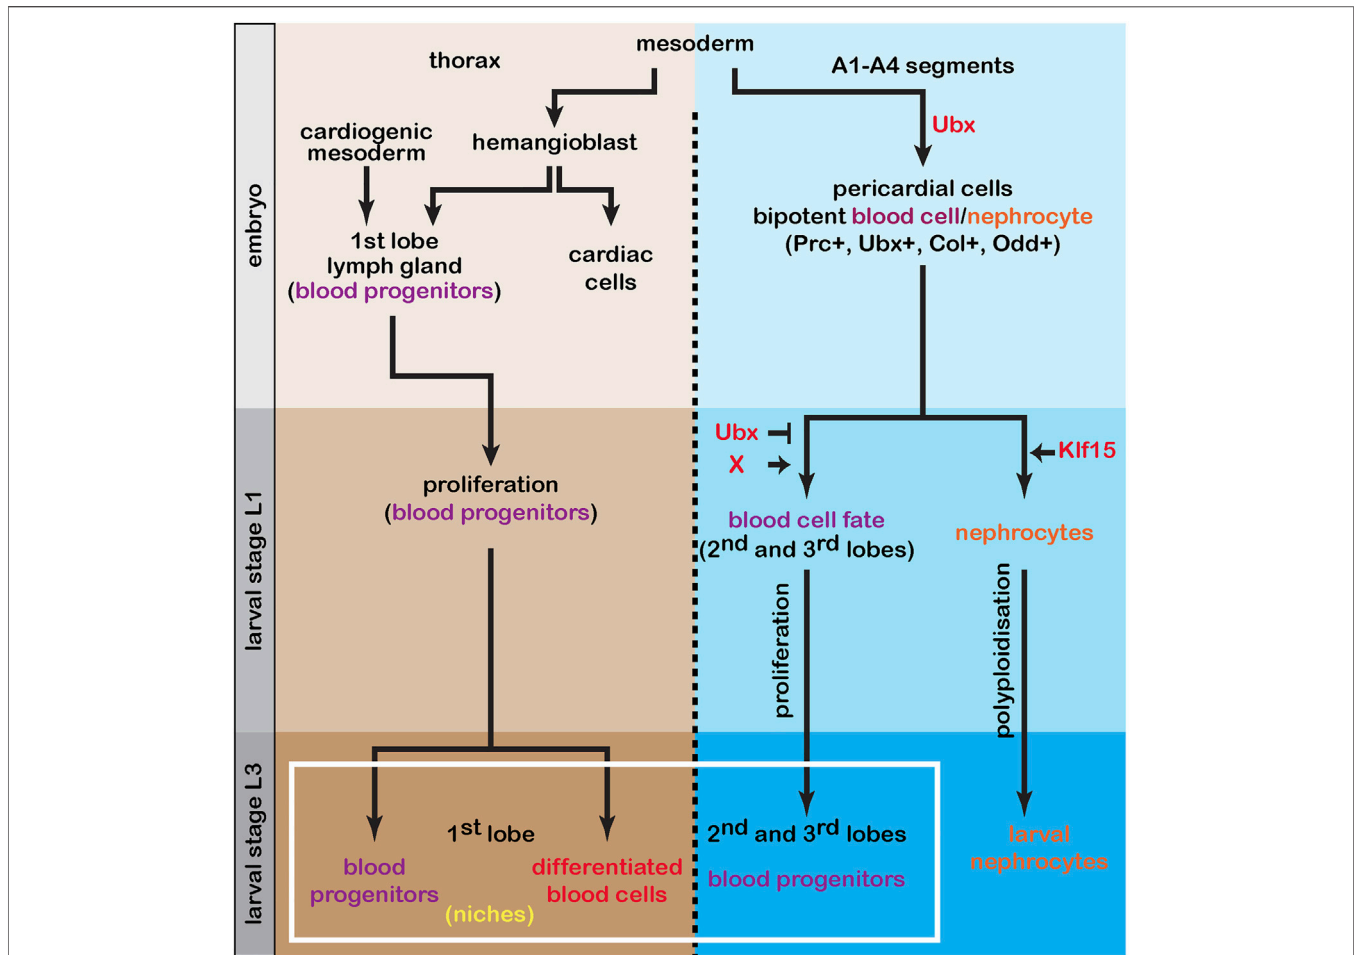 mesoderm
thorax
A1-A4 segments
Ubx
cardiogenic
mesoderm
hemangioblast
embryo
pericardial cells
bipotent blood cell/nephrocyte
(Prc+, Ubx+, Col+, Odd+)
1st lobe
lymph gland
(blood progenitors)
cardiac
cells
larval stage L1
Ubx
X
Klf15
proliferation
(blood progenitors)
blood cell fate
(2nd and 3rd lobes)
nephrocytes
proliferation
polyploidisation
larval stage L3
1st lobe
blood
progenitors
differentiated
blood cells
(niches)
2nd and 3rd lobes
blood progenitors
larval
nephrocytes